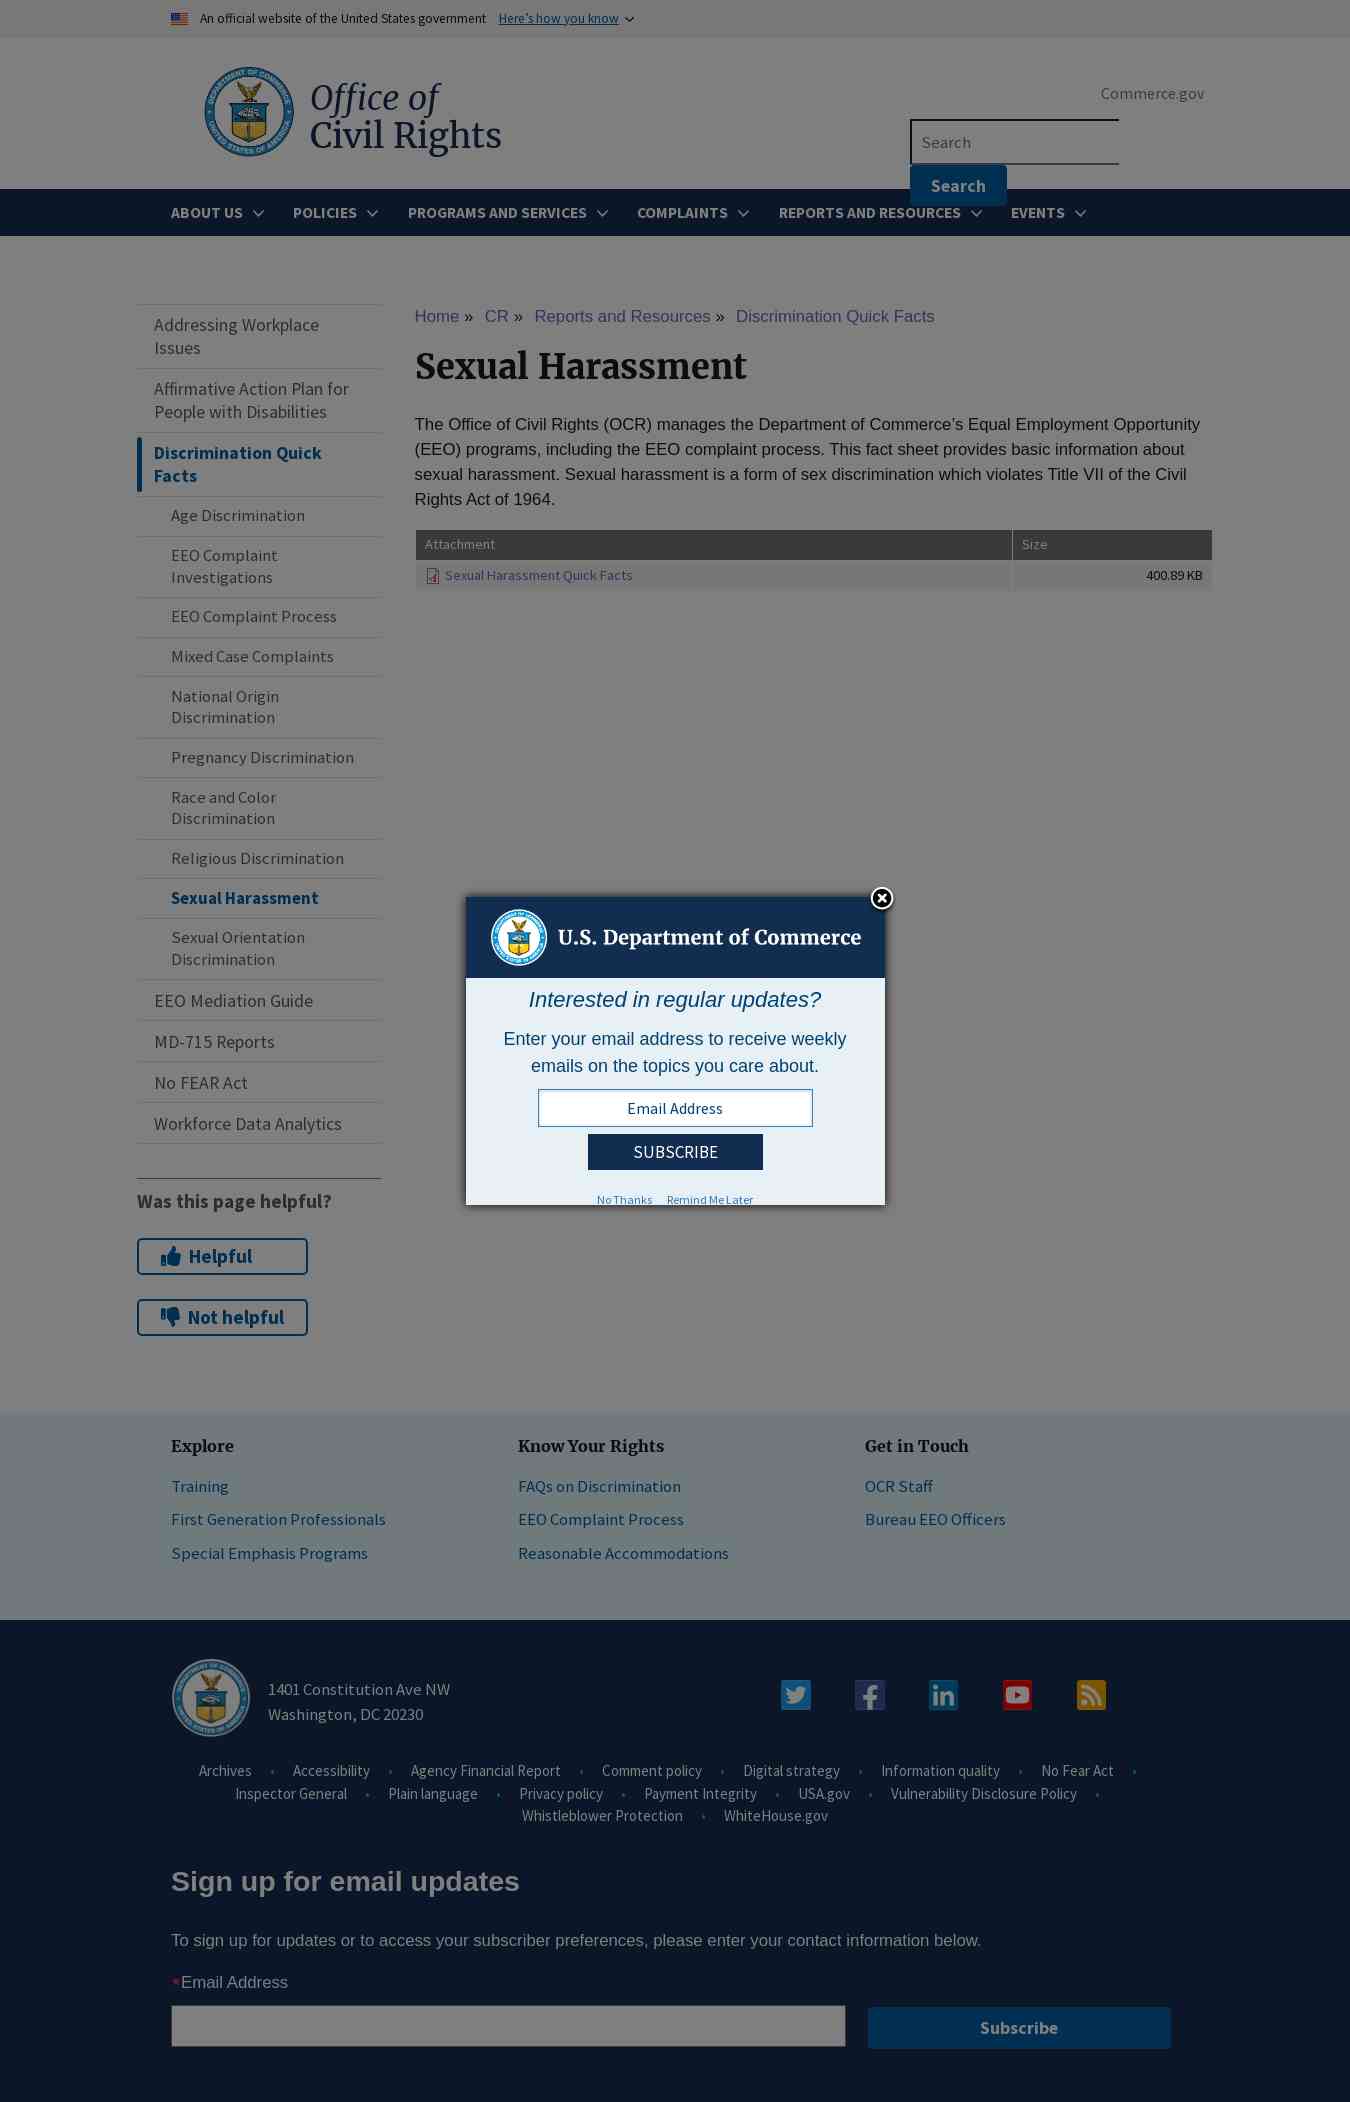 An official website of the United States government Here’s how you know
Office of
Civil Rights
Commerce.gov
Search
Search
ABOUT US POLICIES PROGRAMS AND SERVICES COMPLAINTS REPORTS AND RESOURCES EVENTS
Addressing Workplace
Issues
Affirmative Action Plan for
People with Disabilities
Discrimination Quick
Facts
Age Discrimination
EEO Complaint
Investigations
EEO Complaint Process
Mixed Case Complaints
National Origin
Discrimination
Pregnancy Discrimination
Race and Color
Discrimination
Religious Discrimination
Sexual Harassment
Sexual Orientation
Discrimination
EEO Mediation Guide
MD-715 Reports
No FEAR Act
Workforce Data Analytics
Was this page helpful?
Helpful
Not helpful
Home » CR » Reports and Resources » Discrimination Quick Facts
Sexual Harassment
The Office of Civil Rights (OCR) manages the Department of Commerce’s Equal Employment Opportunity
(EEO) programs, including the EEO complaint process. This fact sheet provides basic information about
sexual harassment. Sexual harassment is a form of sex discrimination which violates Title VII of the Civil
Rights Act of 1964.
Attachment Size
Sexual Harassment Quick Facts 400.89 KB
U.S. Department of Commerce
Interested in regular updates?
Enter your email address to receive weekly
emails on the topics you care about.
Email Address
SUBSCRIBE
No Thanks Remind Me Later
Explore
Training
First Generation Professionals
Special Emphasis Programs
Know Your Rights
FAQs on Discrimination
EEO Complaint Process
Reasonable Accommodations
Get in Touch
OCR Staff
Bureau EEO Officers
1401 Constitution Ave NW
Washington, DC 20230
Archives • Accessibility • Agency Financial Report • Comment policy • Digital strategy • Information quality • No Fear Act •
Inspector General • Plain language • Privacy policy • Payment Integrity • USA.gov • Vulnerability Disclosure Policy •
Whistleblower Protection • WhiteHouse.gov
Sign up for email updates
To sign up for updates or to access your subscriber preferences, please enter your contact information below.
*Email Address
Subscribe